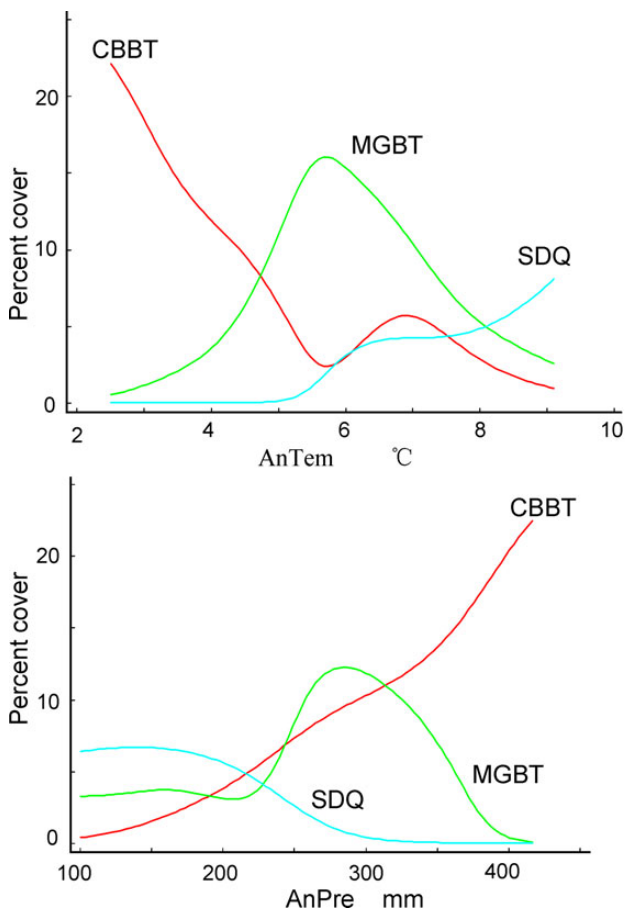 CBBT
20
MGBT
Percent cover
10
SDQ
0
2 4 6 8 10
AnTem ℃
CBBT
20
Percent cover
10
MGBT
SDQ
0
100 200 300 400
AnPre mm